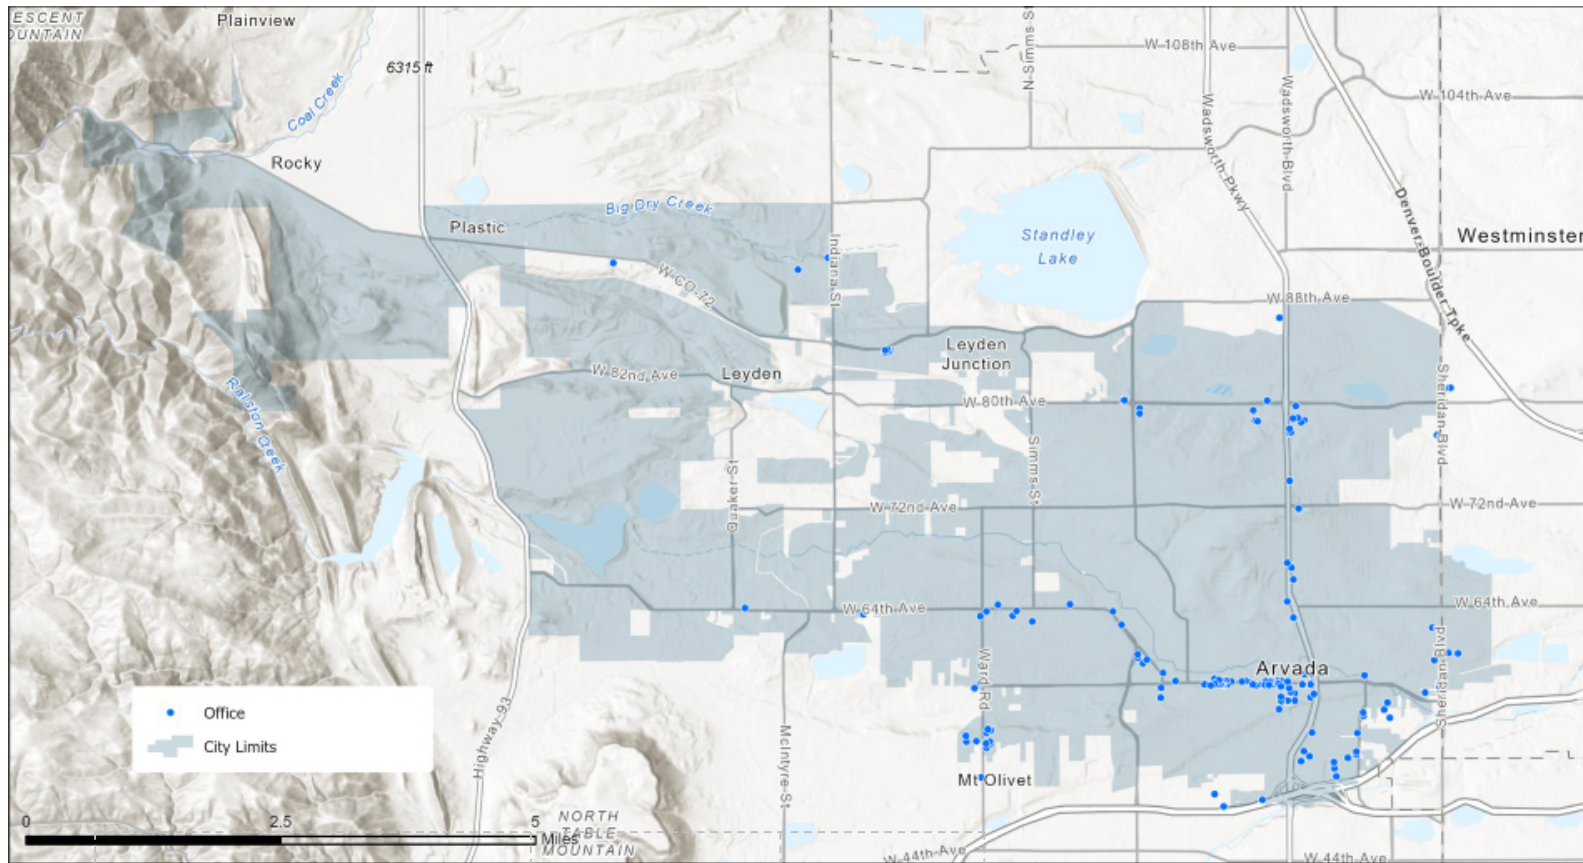 ESCENT
OUNTAIN
Plainview
6315 ft
Coal Creek
Rocky
Plastic
Big Dry Creek
Indiana St
W CO-72
N Simms St
W 108th Ave
Wadsworth Blvd
W 104th Ave
Wadsworth Pkwy
Denver-Boulder Tpke
Standley
Lake
Westminster
W 88th Ave
Leyden
Junction
Leyden
W 82nd Ave
W 80th Ave
Sheridan Blvd
Ralston Creek
Quaker St
Simms St
W 72nd Ave
W 72nd Ave
W 64th Ave
W 64th Ave
Ward Rd
Arvada
Sheridan Blvd
Office
City Limits
Highway 93
McIntyre St
Mt Olivet
NORTH
TABLE
MOUNTAIN
0
2.5
5
Miles
W 44th Ave
W 44th Ave